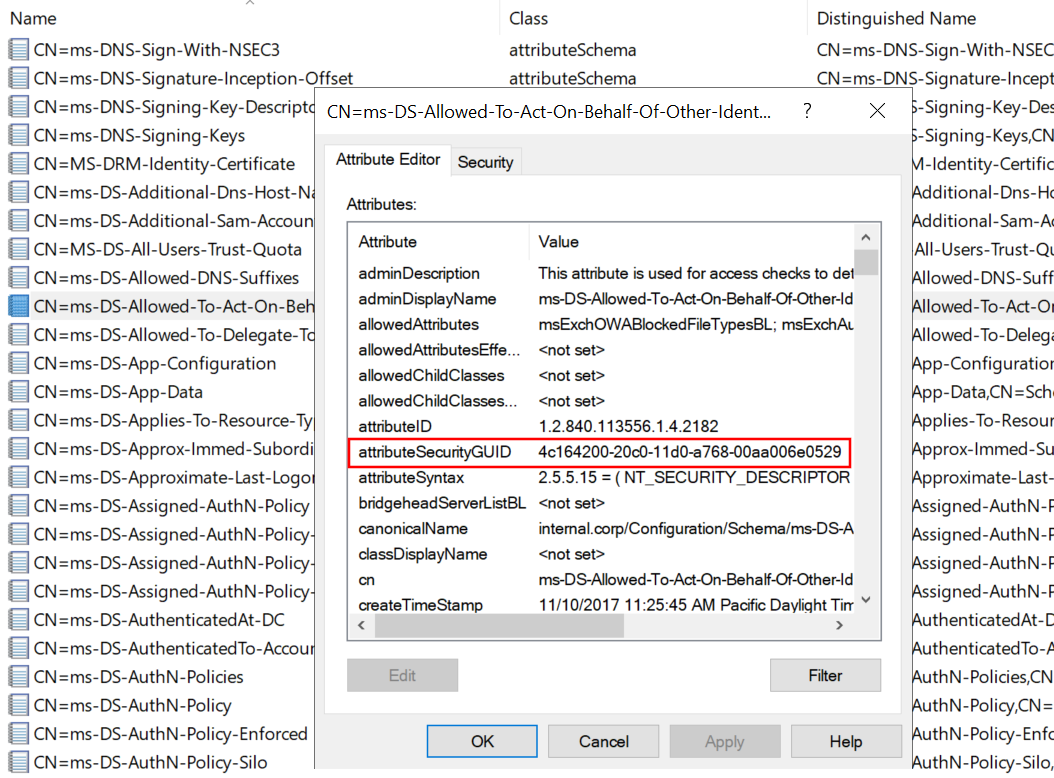 Name Class Distinguished Name
CN=ms-DNS-Sign-With-NSEC3 attributeSchema CN=ms-DNS-Sign-With-NSEC
CN=ms-DNS-Signature-Inception-Offset attributeSchema CN=ms-DNS-Signature-Incept
CN=ms-DNS-Signing-Key-Descripto S-Signing-Key-Des
CN=ms-DNS-Signing-Keys S-Signing-Keys,CN
CN=MS-DRM-Identity-Certificate M-Identity-Certific
CN=ms-DS-Additional-Dns-Host-Na Additional-Dns-Ho
CN=ms-DS-Additional-Sam-Accoun Additional-Sam-Ac
CN=MS-DS-All-Users-Trust-Quota All-Users-Trust-Qu
CN=ms-DS-Allowed-DNS-Suffixes Allowed-DNS-Suffi
CN=ms-DS-Allowed-To-Act-On-Beh Allowed-To-Act-O
CN=ms-DS-Allowed-To-Delegate-To Allowed-To-Delega
CN=ms-DS-App-Configuration App-Configuration
CN=ms-DS-App-Data App-Data,CN=Sche
CN=ms-DS-Applies-To-Resource-Ty Applies-To-Resour
CN=ms-DS-Approx-Immed-Subordi Approx-Immed-Su
CN=ms-DS-Approximate-Last-Logor Approximate-Last-
CN=ms-DS-Assigned-AuthN-Policy Assigned-AuthN-P
CN=ms-DS-Assigned-AuthN-Policy- Assigned-AuthN-P
CN=ms-DS-Assigned-AuthN-Policy- Assigned-AuthN-P
CN=ms-DS-Assigned-AuthN-Policy- Assigned-AuthN-P
CN=ms-DS-AuthenticatedAt-DC AuthenticatedAt-D
CN=ms-DS-AuthenticatedTo-Accour AuthenticatedTo-A
CN=ms-DS-AuthN-Policies AuthN-Policies,CN
CN=ms-DS-AuthN-Policy AuthN-Policy,CN=
CN=ms-DS-AuthN-Policy-Enforced AuthN-Policy-Enfo
CN=ms-DS-AuthN-Policy-Silo AuthN-Policy-Silo,
CN=ms-DS-Allowed-To-Act-On-Behalf-Of-Other-Ident... ?
Attribute Editor Security
Attributes:
Attribute Value
adminDescription This attribute is used for access checks to det
adminDisplayName ms-DS-Allowed-To-Act-On-Behalf-Of-Other-Id
allowedAttributes msExchOWABlockedFileTypesBL; msExchAu
allowedAttributesEffe... <not set>
allowedChildClasses <not set>
allowedChildClasses... <not set>
attributeID 1.2.840.113556.1.4.2182
attributeSecurityGUID 4c164200-20c0-11d0-a768-00aa006e0529
attributeSyntax 2.5.5.15 = ( NT_SECURITY_DESCRIPTOR
bridgeheadServerListBL <not set>
canonicalName internal.corp/Configuration/Schema/ms-DS-A
classDisplayName <not set>
cn ms-DS-Allowed-To-Act-On-Behalf-Of-Other-Id
createTimeStamp 11/10/2017 11:25:45 AM Pacific Daylight Tim
Edit Filter
OK Cancel Apply Help